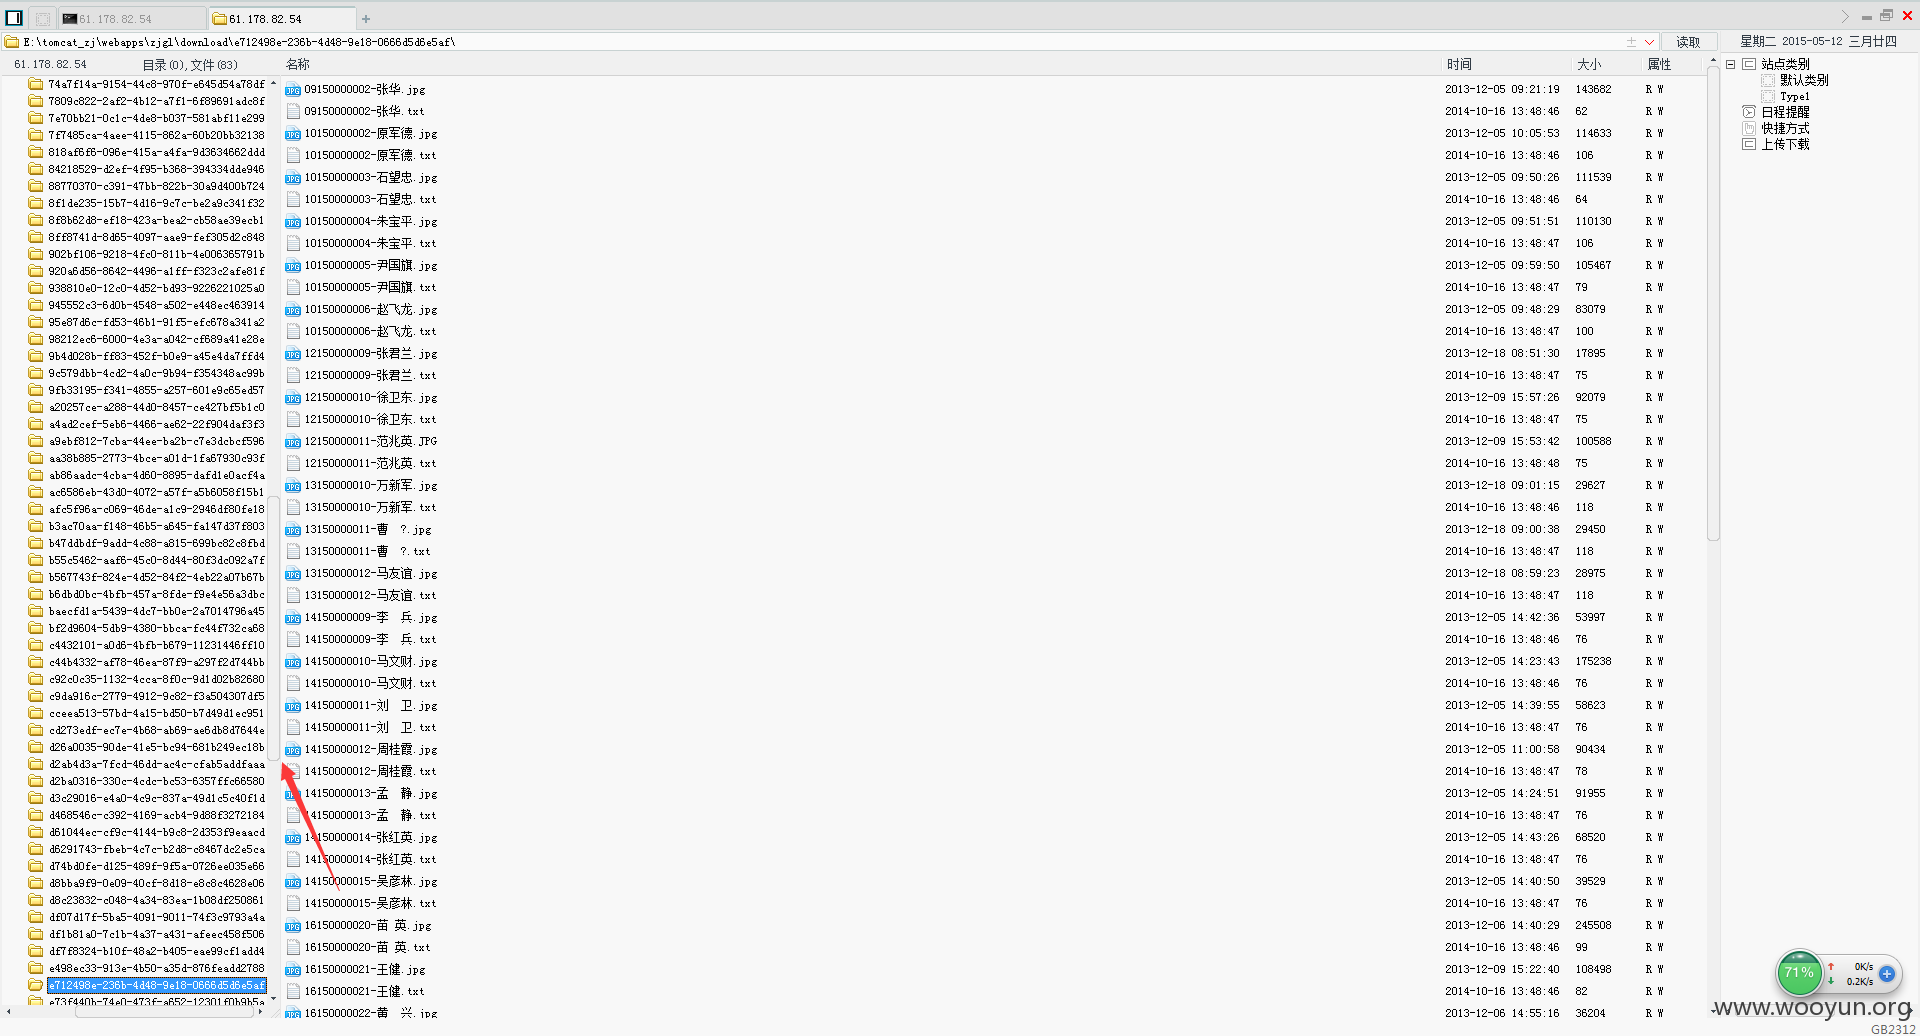 61.178.82.54
61.178.82.54
E:\tomcat_zj\webapps\zjgl\download\e712498e-236b-4d48-9e18-0666d5d6e5af\
读取
星期二 2015-05-12 三月廿四
61.178.82.54
目录(0),文件(83)
名称 时间 大小 属性
74a7f14a-9154-44c8-970f-a645d54a78df
7809c822-2af2-4b12-a7f1-6f89691adc8f
7e70bb21-0c1c-4de8-b037-581abf11e299
7f7485ca-4aee-4115-862a-60b20bb32138
818af6f6-096e-415a-a4fa-9d3634662ddd
84218529-d2ef-4f95-b368-394334dde946
88770370-c391-47bb-822b-30a9d400b724
8f1de235-15b7-4d16-9c7c-be2a9c341f32
8f8b62d8-ef18-423a-bea2-cb58ae39ecb1
8ff8741d-8d65-4097-aae9-fef305d2c848
902bf106-9218-4fc0-811b-4e006365791b
920a6d56-8642-4496-a1ff-f323c2afe81f
938810e0-12c0-4d52-bd93-9226221025a0
945552c3-6d0b-4548-a502-e448ec463914
95e87d6c-fd53-46b1-91f5-efc678a341a2
98212ec6-6000-4e3a-a042-cf689a41e28e
9b4d028b-ff83-452f-b0e9-a45e4da7ffd4
9c579dbb-4cd2-4a0c-9b94-f354348ac99b
9fb33195-f341-4855-a257-601e9c65ed57
a20257ce-a288-44d0-8457-ce427bf5b1c0
a4ad2cef-5eb6-4466-ae62-22f904daf3f3
a9ebf812-7cba-44ee-ba2b-c7e3dcbcf596
aa38b885-2773-4bce-a01d-1fa67930c93f
ab86aadc-4cba-4d60-8895-dafd1e0acf4a
ac6586eb-43d0-4072-a57f-a5b6058f15b1
afc5f96a-c069-46de-a1c9-2946df80fe18
b3ac70aa-f148-46b5-a645-fa147d37f803
b47ddbdf-9add-4c88-a815-699bc82c8fbd
b55c5462-aaf6-45c0-8d44-80f3dc092a7f
b567743f-824e-4d52-84f2-4eb22a07b67b
b6dbd0bc-4bfb-457a-8fde-f9e4e56a3dbc
baecfd1a-5439-4dc7-bb0e-2a7014796a45
bf2d9604-5db9-4380-bbca-fc44f732ca68
c4432101-a0d6-4bfb-b679-11231446ff10
c44b4332-af78-46ea-87f9-a297f2d744bb
c92c0c35-1132-4cca-8f0c-9d1d02b82680
c9da916c-2779-4912-9c82-f3a504307df5
cceea513-57bd-4a15-bd50-b7d49d1ec951
cd273edf-ec7e-4b68-ab69-ae6db8d7644e
d26a0035-90de-41e5-bc94-681b249ec18b
d2ab4d3a-7fcd-46dd-ac4c-cfab5addfaaa
d2ba0316-330c-4cdc-bc53-6357ffc66580
d3c29016-e4a0-4c9c-837a-49d1c5c40f1d
d468546c-c392-4169-acb4-9d88f3272184
d61044ec-cf9c-4144-b9c8-2d353f9eaacd
d6291743-fbeb-4c7c-b2d8-c8467dc2e5ca
d74bd0fe-d125-489f-9f5a-0726ee035e66
d8bba9f9-0e09-40cf-8d18-e8c8c4628e06
d8c23832-c048-4a34-83ea-1b08df250861
df07d17f-5ba5-4091-9011-74f3c9793a4a
df1b81a0-7c1b-4a37-a431-afeec458f506
df7f8324-b10f-48a2-b405-eae99cf1add4
e498ec33-913e-4b50-a35d-876feadd2788
e712498e-236b-4d48-9e18-0666d5d6e5af
e73f440b-74e0-473f-a652-12301f0b9b5a
09150000002-张华.jpg 2013-12-05 09:21:19 143682 R W
09150000002-张华.txt 2014-10-16 13:48:46 62 R W
10150000002-原军德.jpg 2013-12-05 10:05:53 114633 R W
10150000002-原军德.txt 2014-10-16 13:48:46 106 R W
10150000003-石望忠.jpg 2013-12-05 09:50:26 111539 R W
10150000003-石望忠.txt 2014-10-16 13:48:46 64 R W
10150000004-朱宝平.jpg 2013-12-05 09:51:51 110130 R W
10150000004-朱宝平.txt 2014-10-16 13:48:47 106 R W
10150000005-尹国旗.jpg 2013-12-05 09:59:50 105467 R W
10150000005-尹国旗.txt 2014-10-16 13:48:47 79 R W
10150000006-赵飞龙.jpg 2013-12-05 09:48:29 83079 R W
10150000006-赵飞龙.txt 2014-10-16 13:48:47 100 R W
12150000009-张君兰.jpg 2013-12-18 08:51:30 17895 R W
12150000009-张君兰.txt 2014-10-16 13:48:47 75 R W
12150000010-徐卫东.jpg 2013-12-09 15:57:26 92079 R W
12150000010-徐卫东.txt 2014-10-16 13:48:47 75 R W
12150000011-范兆英.JPG 2013-12-09 15:53:42 100588 R W
12150000011-范兆英.txt 2014-10-16 13:48:48 75 R W
13150000010-万新军.jpg 2013-12-18 09:01:15 29627 R W
13150000010-万新军.txt 2014-10-16 13:48:46 118 R W
13150000011-曹 ?.jpg 2013-12-18 09:00:38 29450 R W
13150000011-曹 ?.txt 2014-10-16 13:48:47 118 R W
13150000012-马友谊.jpg 2013-12-18 08:59:23 28975 R W
13150000012-马友谊.txt 2014-10-16 13:48:47 118 R W
14150000009-李 兵.jpg 2013-12-05 14:42:36 53997 R W
14150000009-李 兵.txt 2014-10-16 13:48:46 76 R W
14150000010-马文财.jpg 2013-12-05 14:23:43 175238 R W
14150000010-马文财.txt 2014-10-16 13:48:46 76 R W
14150000011-刘 卫.jpg 2013-12-05 14:39:55 58623 R W
14150000011-刘 卫.txt 2014-10-16 13:48:47 76 R W
14150000012-周桂霞.jpg 2013-12-05 11:00:58 90434 R W
14150000012-周桂霞.txt 2014-10-16 13:48:47 78 R W
14150000013-孟 静.jpg 2013-12-05 14:24:51 91955 R W
14150000013-孟 静.txt 2014-10-16 13:48:46 76 R W
14150000014-张红英.jpg 2013-12-05 14:43:26 68520 R W
14150000014-张红英.txt 2014-10-16 13:48:47 76 R W
14150000015-吴彦林.jpg 2013-12-05 14:40:50 39529 R W
14150000015-吴彦林.txt 2014-10-16 13:48:47 76 R W
16150000020-苗 英.jpg 2013-12-06 14:40:29 245508 R W
16150000020-苗 英.txt 2014-10-16 13:48:46 99 R W
16150000021-王健.jpg 2013-12-09 15:22:40 108498 R W
16150000021-王健.txt 2014-10-16 13:48:46 82 R W
16150000022-黄 兴.jpg 2013-12-06 14:55:16 36204 R W
站点类别
默认类别
Type1
日程提醒
快捷方式
上传下载
71%
0K/s
0.2K/s
www.wooyun.org
GB2312